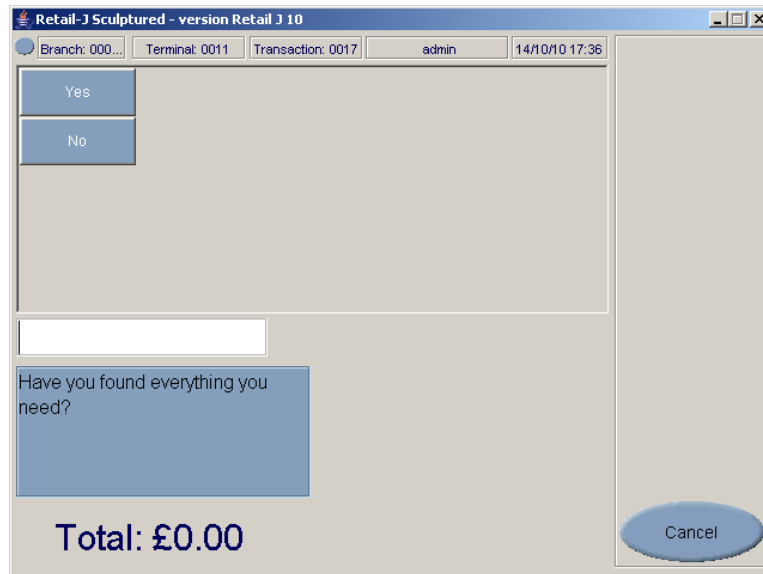 Retail-J Sculptured - version Retail J 10
Branch: 000... Terminal: 0011 Transaction: 0017 admin 14/10/10 17:36
Yes
No
Have you found everything you
need?
Total: £0.00
Cancel